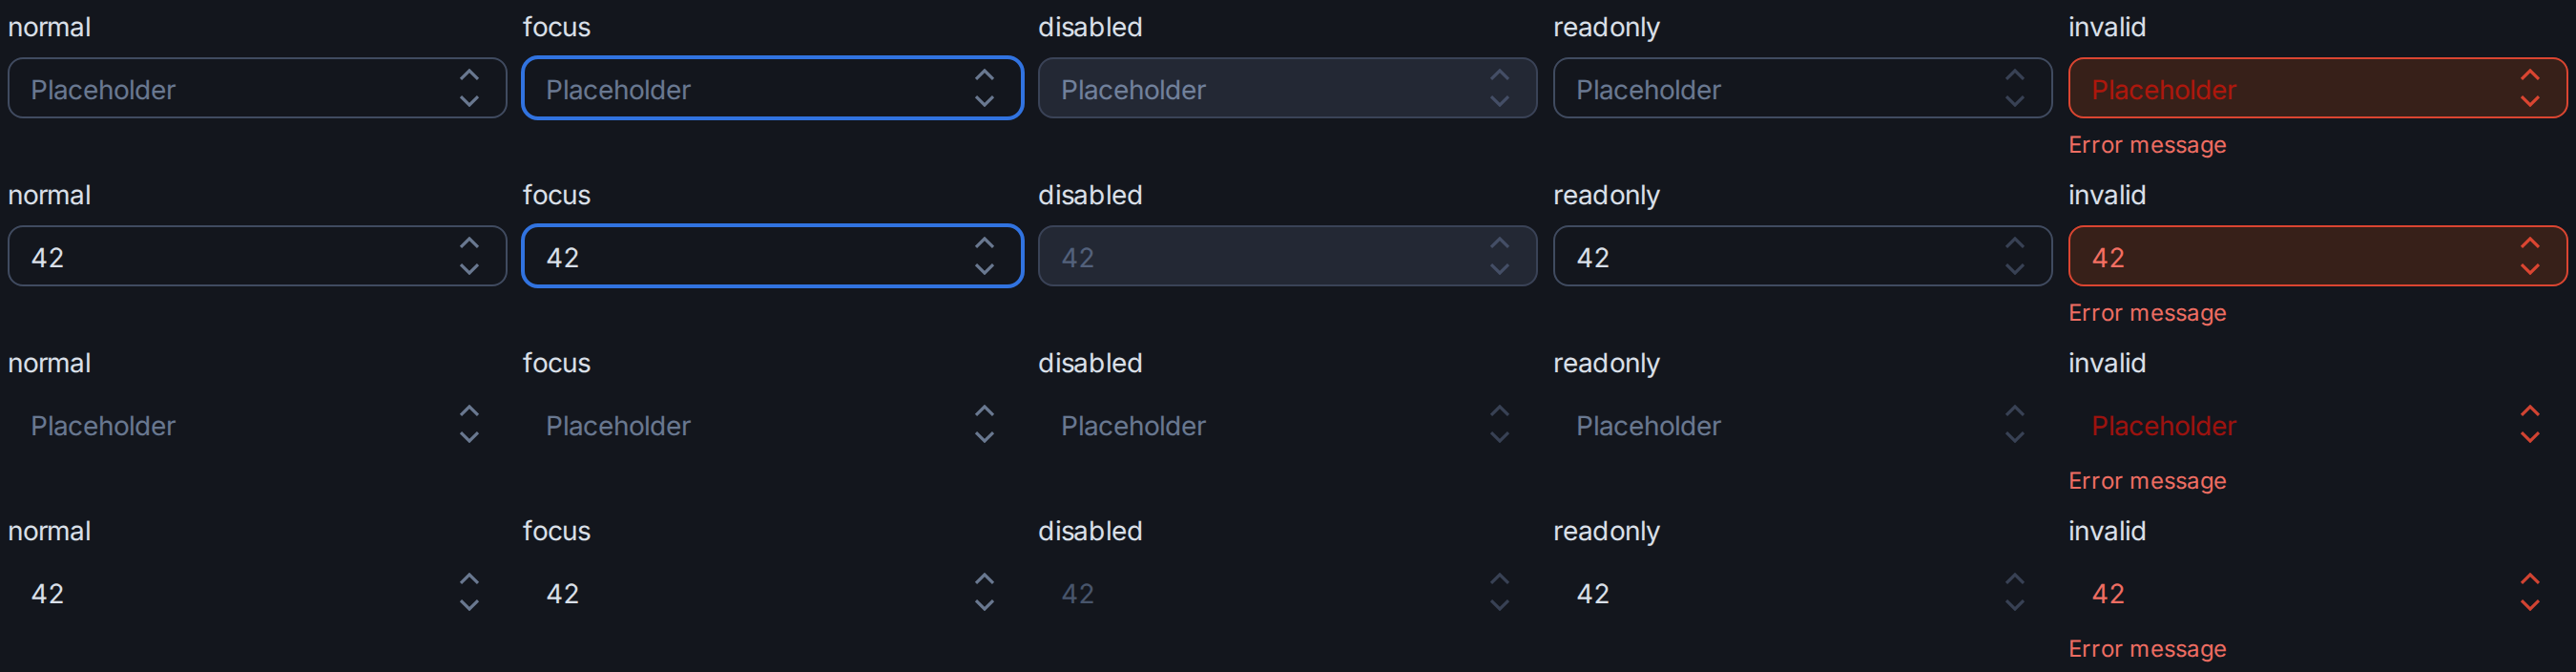 normal focus disabled readonly invalid
Placeholder Placeholder Placeholder Placeholder Placeholder
Error message
normal focus disabled readonly invalid
42 42 42 42 42
Error message
normal focus disabled readonly invalid
Placeholder Placeholder Placeholder Placeholder Placeholder
Error message
normal focus disabled readonly invalid
42 42 42 42 42
Error message